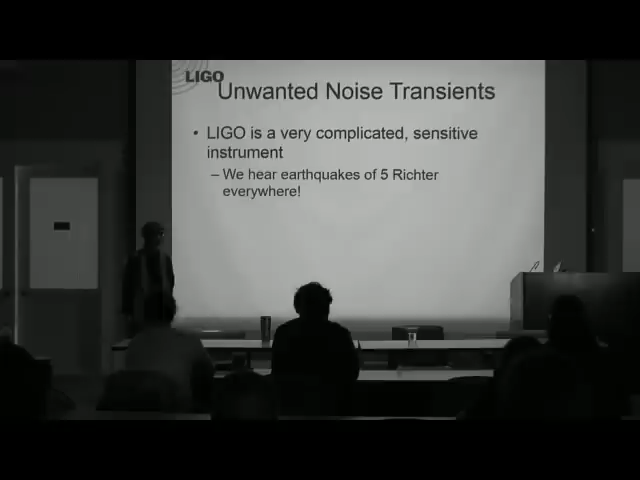 LIGO
Unwanted Noise Transients
• LIGO is a very complicated, sensitive
instrument
– We hear earthquakes of 5 Richter
everywhere!